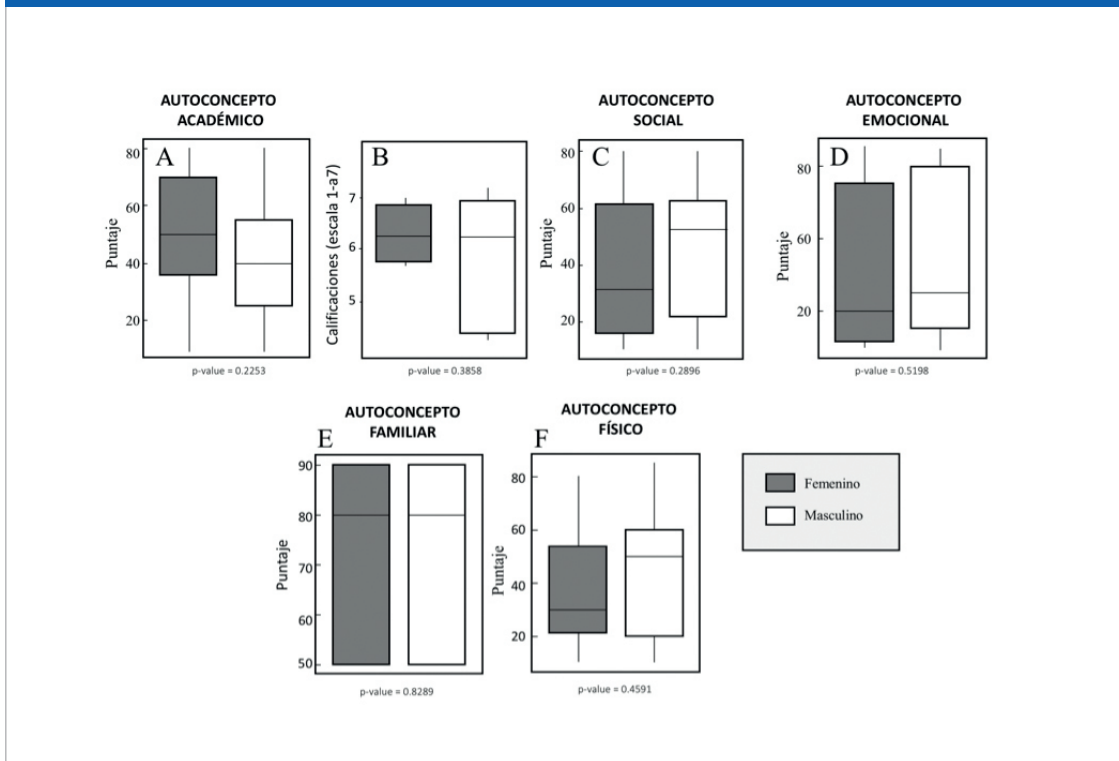 AUTOCONCEPTO
ACADÉMICO
A
80
60
40
20
Puntaje
p-value = 0.2253
B
7
6
5
Calificaciones (escala 1-a7)
p-value = 0.3858
AUTOCONCEPTO
SOCIAL
C
80
60
40
20
Puntaje
p-value = 0.2896
AUTOCONCEPTO
EMOCIONAL
D
80
60
20
Puntaje
p-value = 0.5198
AUTOCONCEPTO
FAMILIAR
E
90
80
70
60
50
Puntaje
p-value = 0.8289
AUTOCONCEPTO
FÍSICO
F
80
60
40
20
Puntaje
p-value = 0.4591
Femenino
Masculino